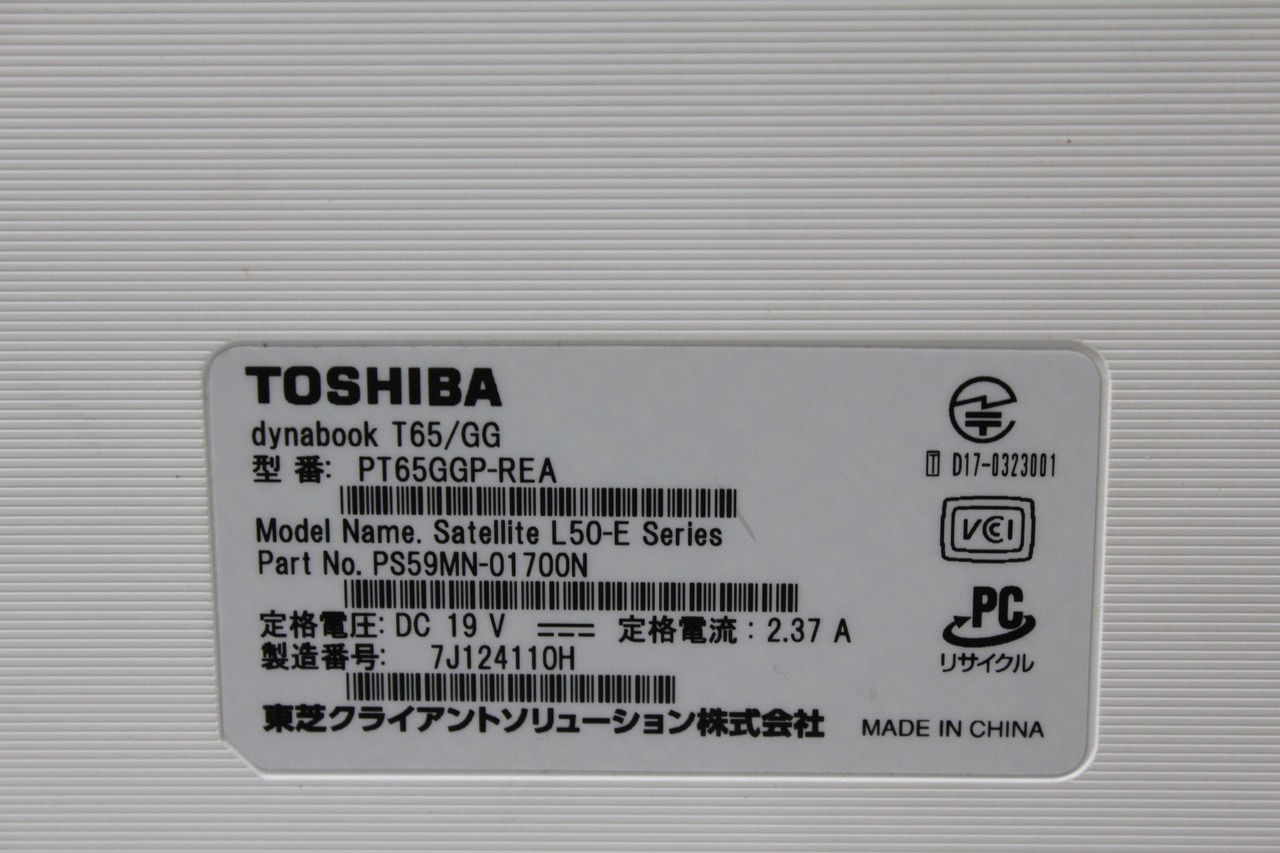 TOSHIBA
dynabook T65/GG
型 番: PT65GGP-REA
Model Name. Satellite L50-E Series
Part No. PS59MN-01700N
定格電圧: DC 19 V 定格電流 : 2.37 A
製造番号: 7J124110H
東芝クライアントソリューション株式会社
MADE IN CHINA
T D17-0323001
VCCI
PC
リサイクル